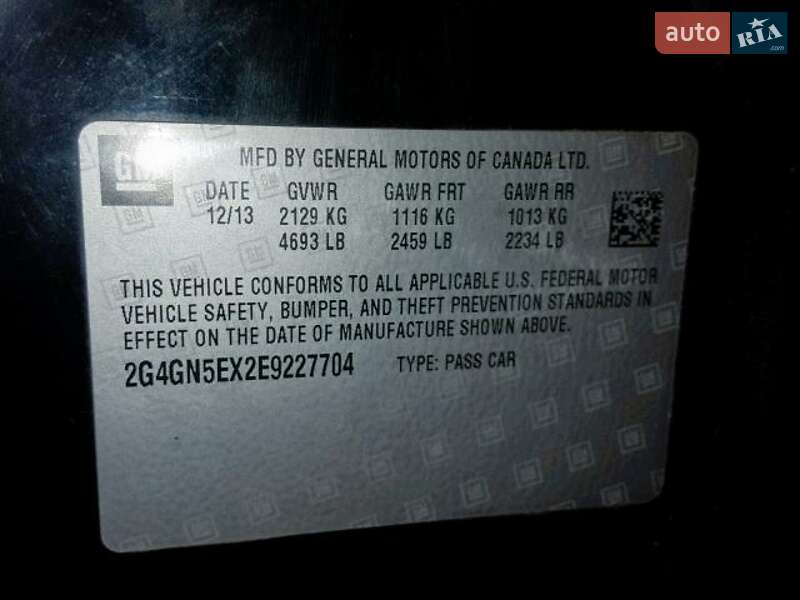 auto RIA.com
GM
MFD BY GENERAL MOTORS OF CANADA LTD.
DATE GVWR GAWR FRT GAWR RR
12/13 2129 KG 1116 KG 1013 KG
4693 LB 2459 LB 2234 LB
THIS VEHICLE CONFORMS TO ALL APPLICABLE U.S. FEDERAL MOTOR
VEHICLE SAFETY, BUMPER, AND THEFT PREVENTION STANDARDS IN
EFFECT ON THE DATE OF MANUFACTURE SHOWN ABOVE.
2G4GN5EX2E9227704 TYPE: PASS CAR